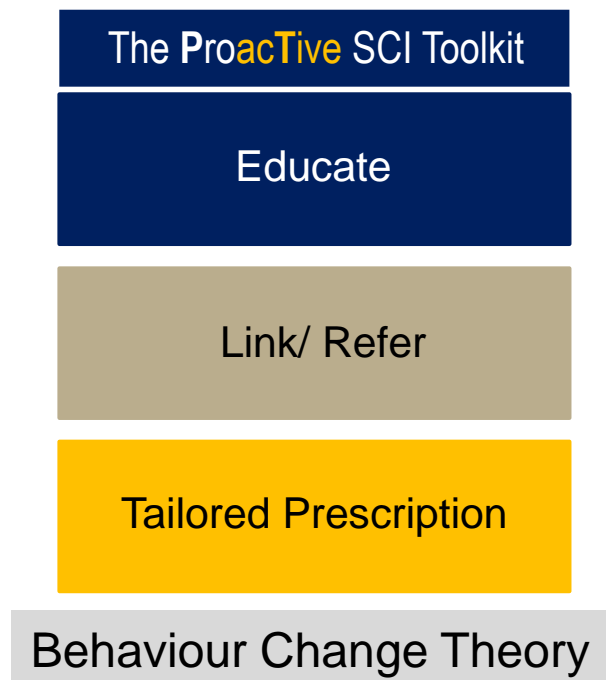 The ProacTive SCI Toolkit
Educate
Link/ Refer
Tailored Prescription
Behaviour Change Theory